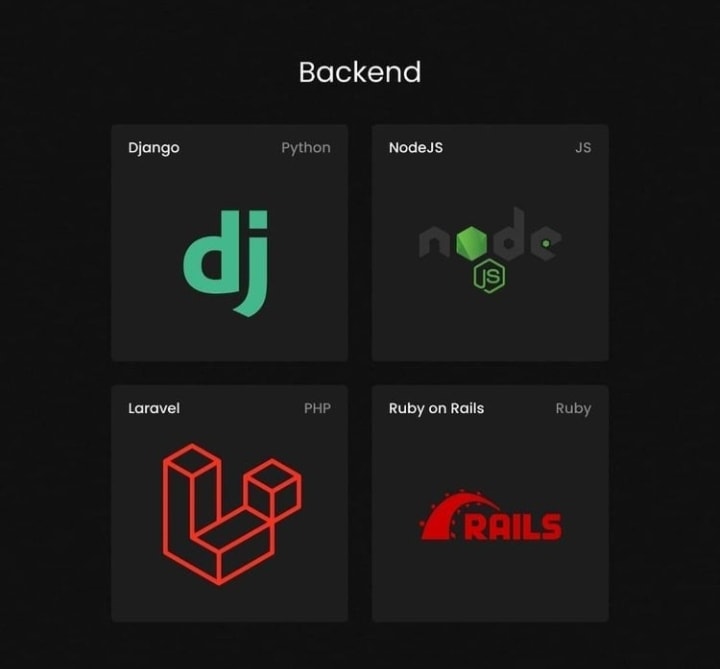 Backend
Django Python
dj
NodeJS JS
node
JS
Laravel PHP
Ruby on Rails Ruby
RAILS